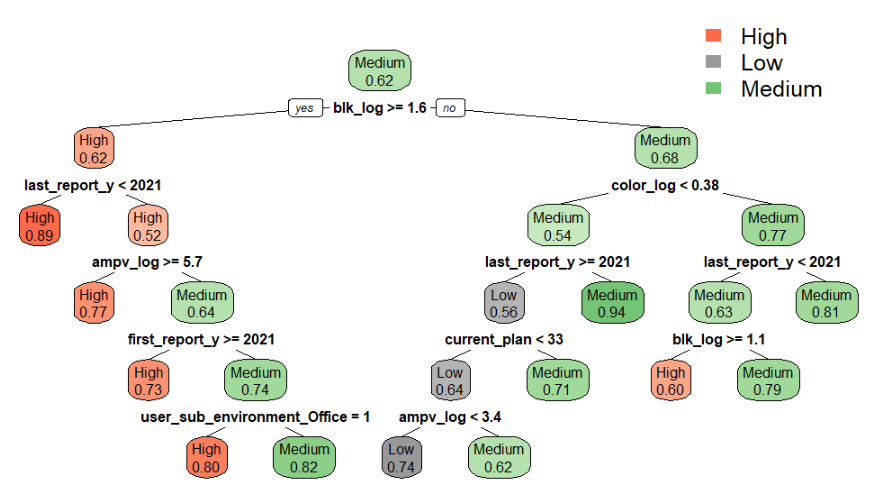 High
Low
Medium
Medium
0.62
yes blk_log >= 1.6 no
High
0.62
Medium
0.68
last_report_y < 2021
color_log < 0.38
High
0.89
High
0.52
Medium
0.54
Medium
0.77
ampv_log >= 5.7
last_report_y >= 2021
last_report_y < 2021
High
0.77
Medium
0.64
Low
0.56
Medium
0.94
Medium
0.63
Medium
0.81
first_report_y >= 2021
current_plan < 33
blk_log >= 1.1
High
0.73
Medium
0.74
Low
0.64
Medium
0.71
High
0.60
Medium
0.79
user_sub_environment_Office = 1
ampv_log < 3.4
High
0.80
Medium
0.82
Low
0.74
Medium
0.62